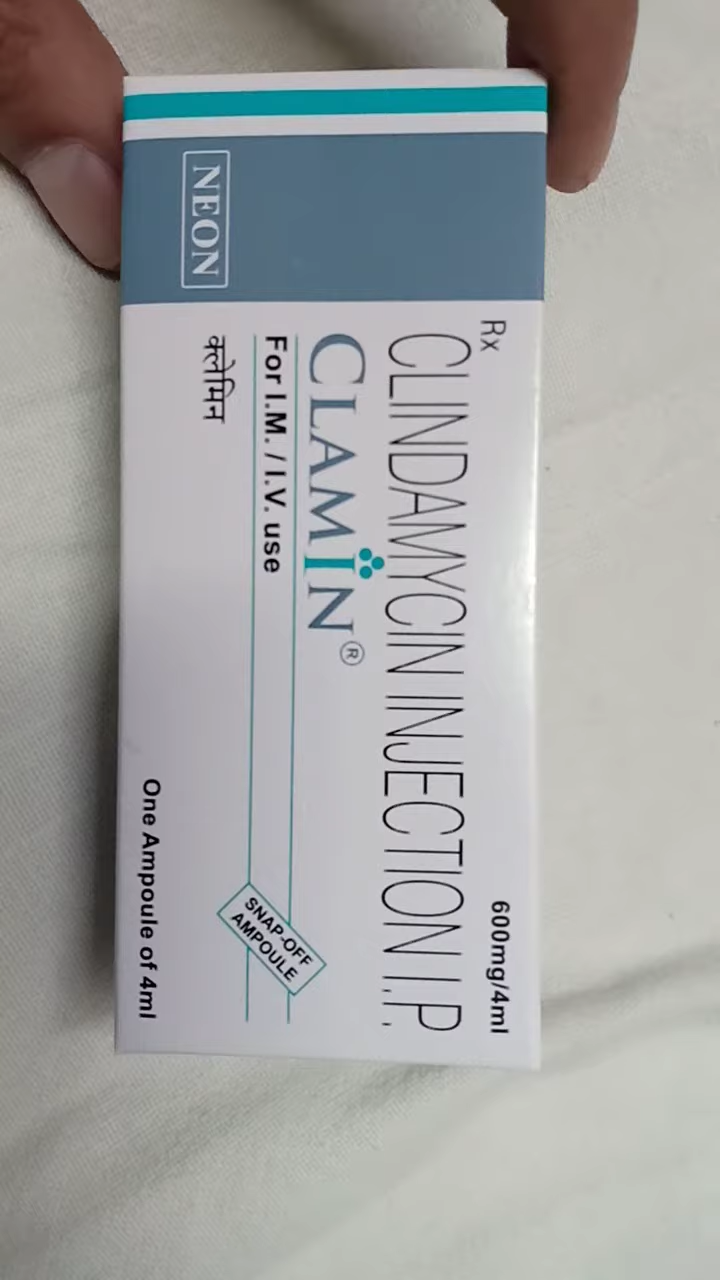 Rx
600mg/4ml
CLINDAMYCIN INJECTION I.P.
CLAMIN®
For I.M. / I.V. use
क्लेमिन
NEON
SNAP-OFF
AMPOULE
One Ampoule of 4ml